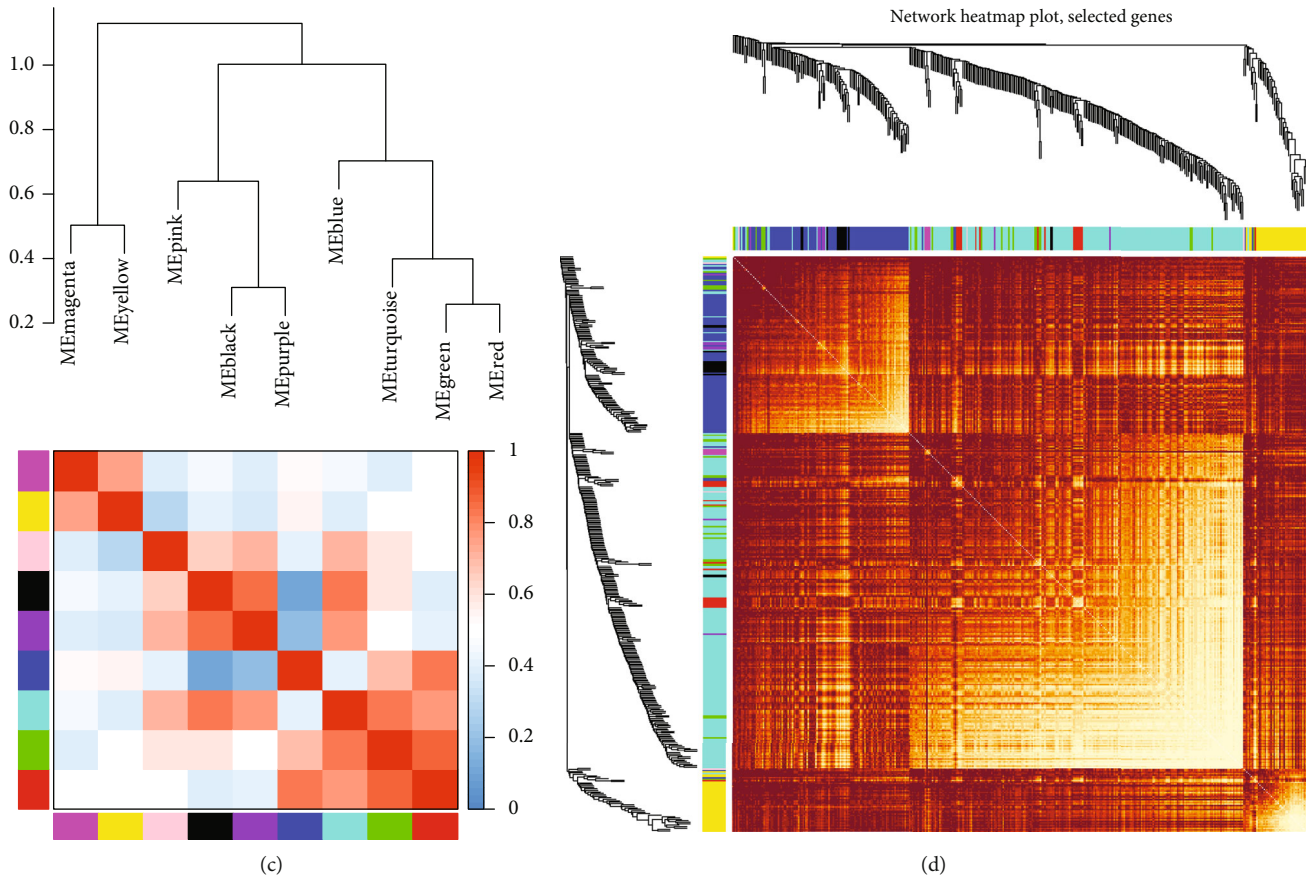 Network heatmap plot, selected genes
1.0
0.8
0.6
0.4
0.2
MEmagenta
MEyellow
MEpink
MEblack
MEpurple
MEblue
MEturquoise
MEgreen
MEred
1
0.8
0.6
0.4
0.2
0
(c)
(d)